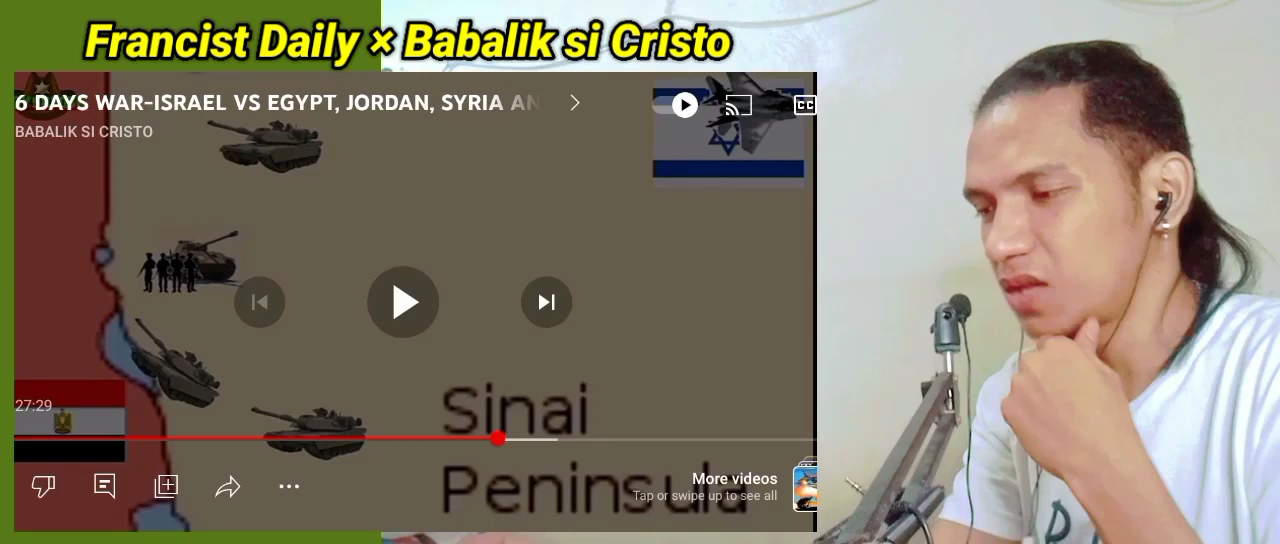 Francist Daily × Babalik si Cristo
6 DAYS WAR-ISRAEL VS EGYPT, JORDAN, SYRIA AN
BABALIK SI CRISTO
CC
27:29
Sinai
Peninsula
More videos
Tap or swipe up to see all